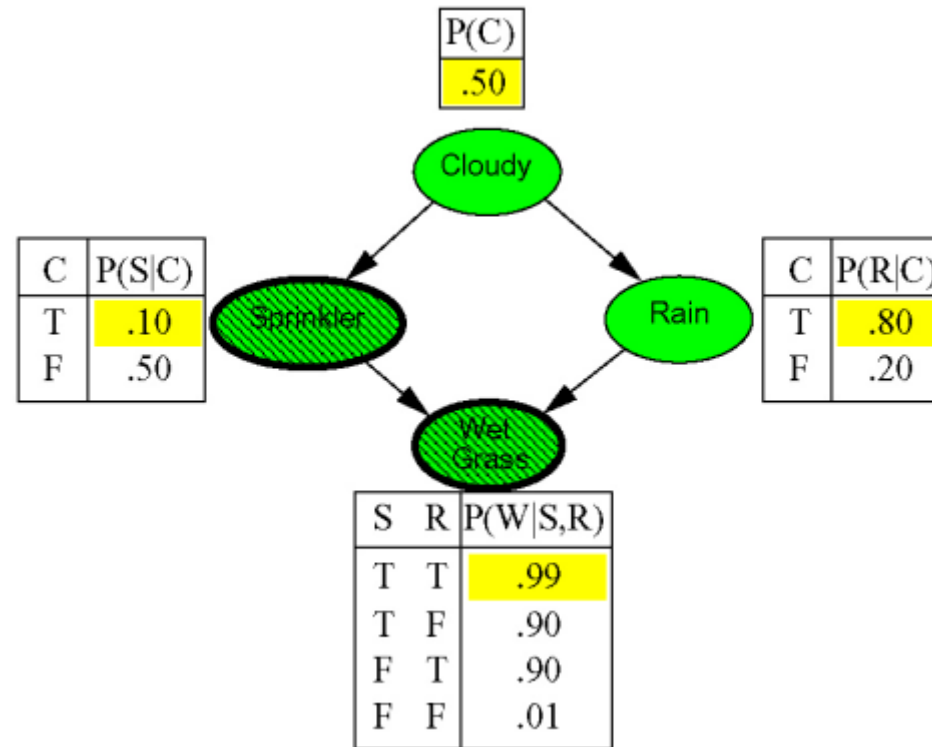 P(C)
.50
Cloudy
C P(S|C)
T .10
F .50
Sprinkler
Rain
C P(R|C)
T .80
F .20
Wet
Grass
S R P(W|S,R)
T T .99
T F .90
F T .90
F F .01